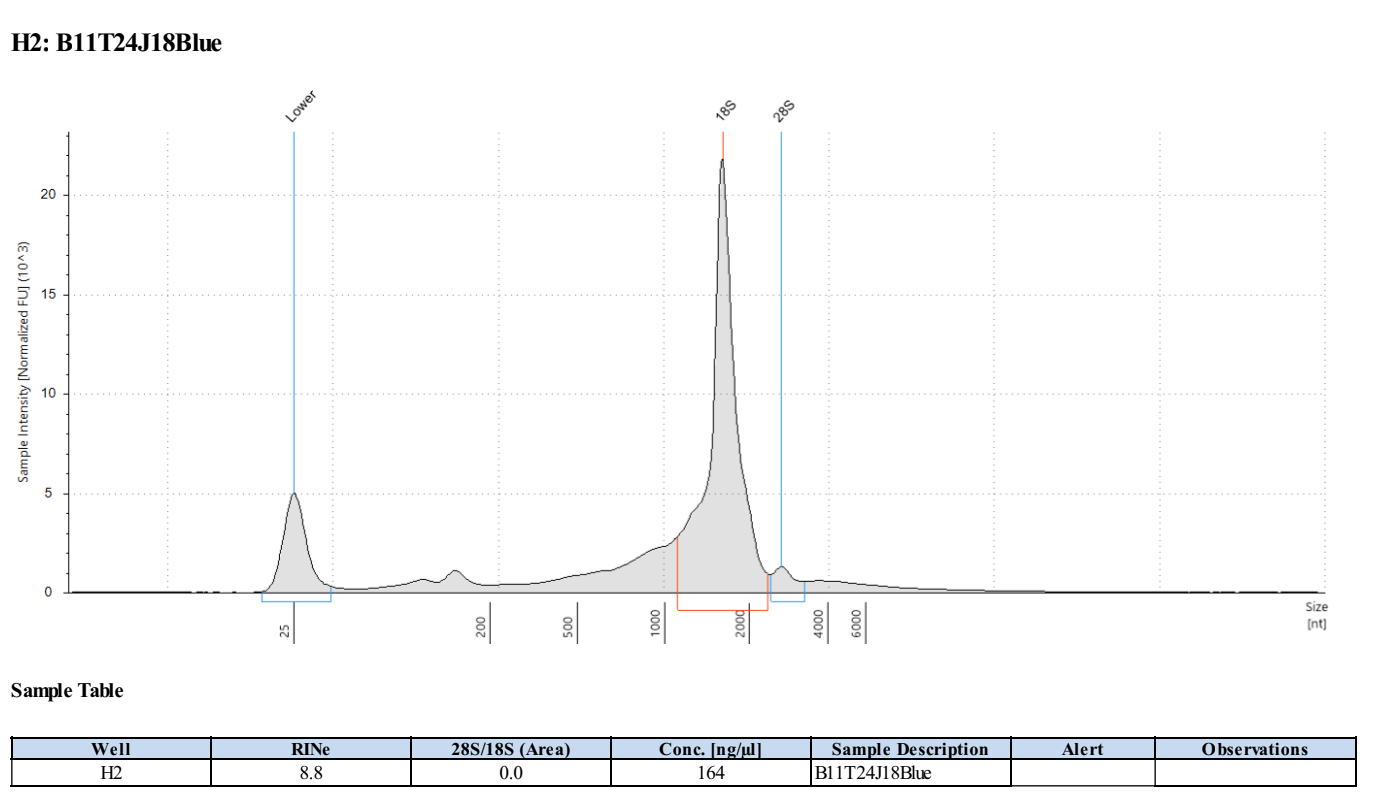 H2: B11T24J18Blue
Lower 18S 28S
Sample Intensity [Normalized FU] (10^3)
20
15
10
5
0
25 200 500 1000 2000 4000 6000
Size
[nt]
Sample Table
Well RINe 28S/18S (Area) Conc. [ng/µl] Sample Description Alert Observations
H2 8.8 0.0 164 B11T24J18Blue